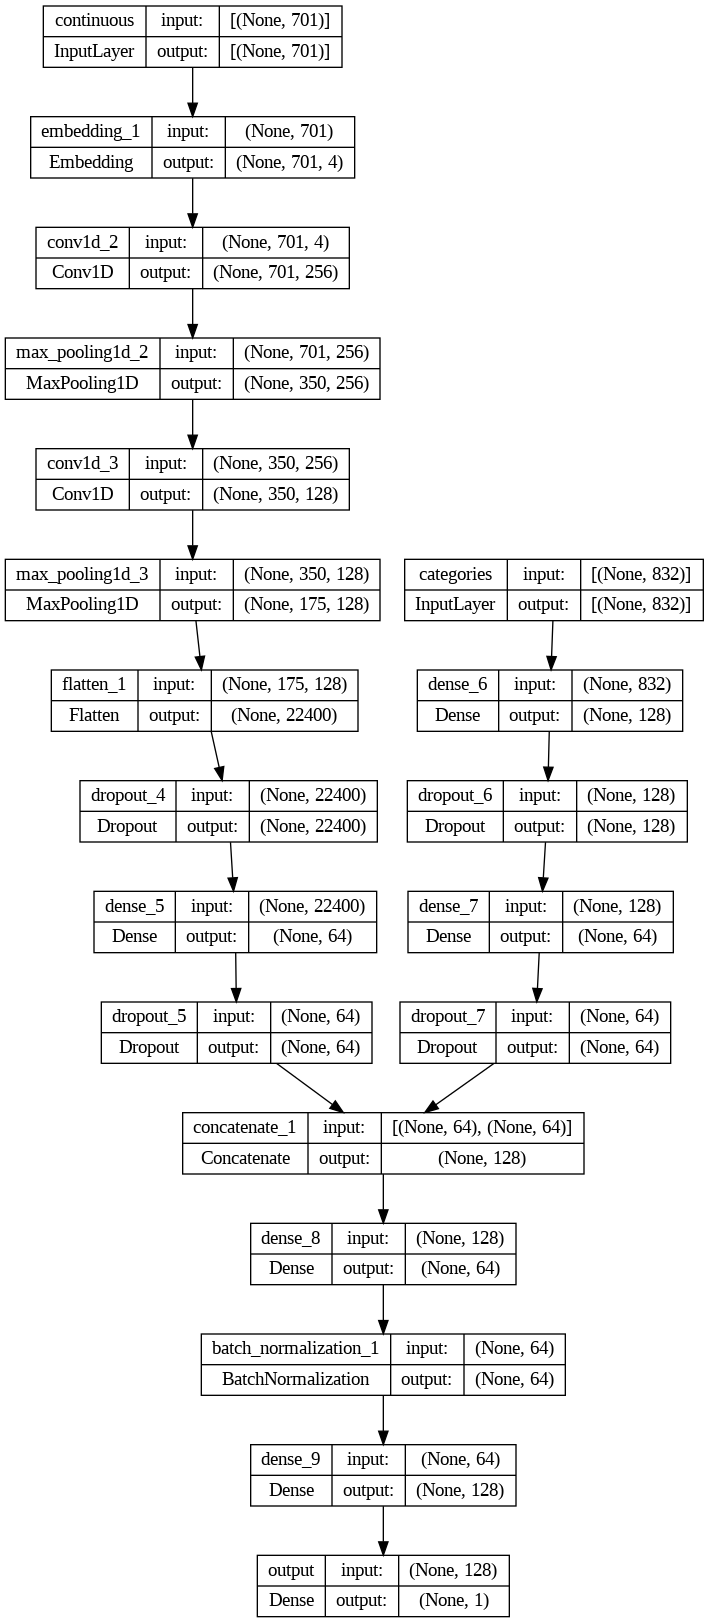 continuous input: [(None, 701)]
InputLayer output: [(None, 701)]
embedding_1 input: (None, 701)
Embedding output: (None, 701, 4)
conv1d_2 input: (None, 701, 4)
Conv1D output: (None, 701, 256)
max_pooling1d_2 input: (None, 701, 256)
MaxPooling1D output: (None, 350, 256)
conv1d_3 input: (None, 350, 256)
Conv1D output: (None, 350, 128)
max_pooling1d_3 input: (None, 350, 128)
MaxPooling1D output: (None, 175, 128)
categories input: [(None, 832)]
InputLayer output: [(None, 832)]
flatten_1 input: (None, 175, 128)
Flatten output: (None, 22400)
dense_6 input: (None, 832)
Dense output: (None, 128)
dropout_4 input: (None, 22400)
Dropout output: (None, 22400)
dropout_6 input: (None, 128)
Dropout output: (None, 128)
dense_5 input: (None, 22400)
Dense output: (None, 64)
dense_7 input: (None, 128)
Dense output: (None, 64)
dropout_5 input: (None, 64)
Dropout output: (None, 64)
dropout_7 input: (None, 64)
Dropout output: (None, 64)
concatenate_1 input: [(None, 64), (None, 64)]
Concatenate output: (None, 128)
dense_8 input: (None, 128)
Dense output: (None, 64)
batch_normalization_1 input: (None, 64)
BatchNormalization output: (None, 64)
dense_9 input: (None, 64)
Dense output: (None, 128)
output input: (None, 128)
Dense output: (None, 1)